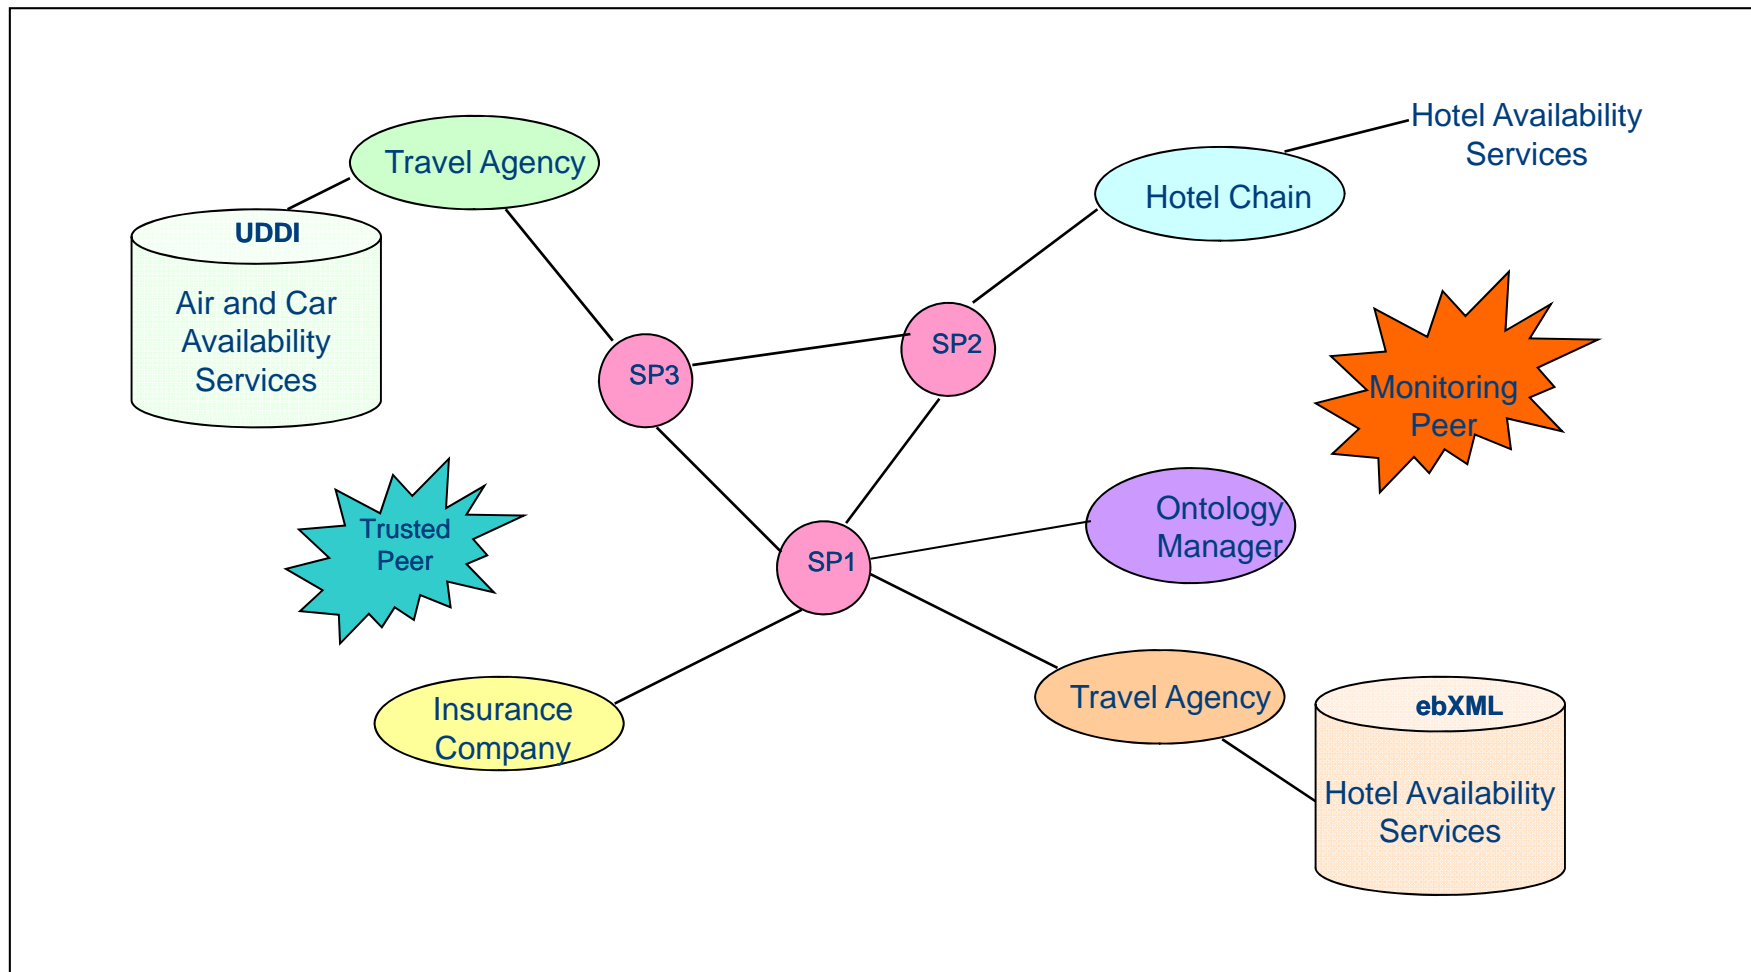 Travel Agency
UDDI
Air and Car
Availability
Services
Hotel Availability
Services
Hotel Chain
SP3
SP2
Monitoring
Peer
Trusted
Peer
SP1
Ontology
Manager
Insurance
Company
Travel Agency
ebXML
Hotel Availability
Services